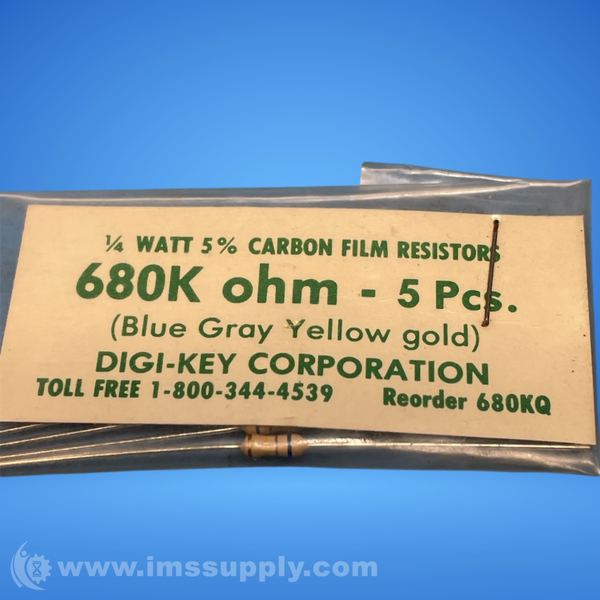 ¼ WATT 5% CARBON FILM RESISTORS
680K ohm - 5 Pcs.
(Blue Gray Yellow gold)
DIGI-KEY CORPORATION
TOLL FREE 1-800-344-4539 Reorder 680KQ
www.imssupply.com